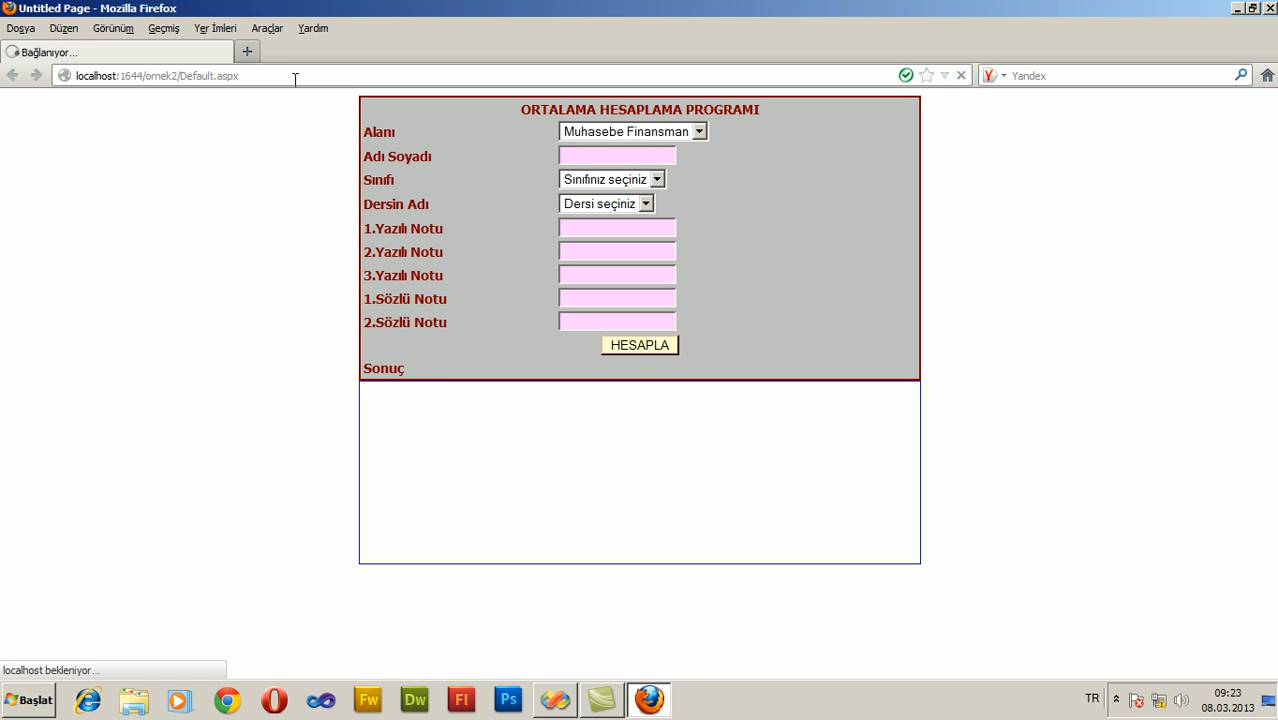 Untitled Page - Mozilla Firefox
Dosya Düzen Görünüm Geçmiş Yer İmleri Araçlar Yardım
Bağlanıyor...
localhost:1644/ornek2/Default.aspx
Yandex
ORTALAMA HESAPLAMA PROGRAMI
Alanı Muhasebe Finansman
Adı Soyadı
Sınıfı Sınıfınız seçiniz
Dersin Adı Dersi seçiniz
1.Yazılı Notu
2.Yazılı Notu
3.Yazılı Notu
1.Sözlü Notu
2.Sözlü Notu
HESAPLA
Sonuç
localhost bekleniyor...
Başlat Fw Dw Fl Ps TR 09:23
08.03.2013